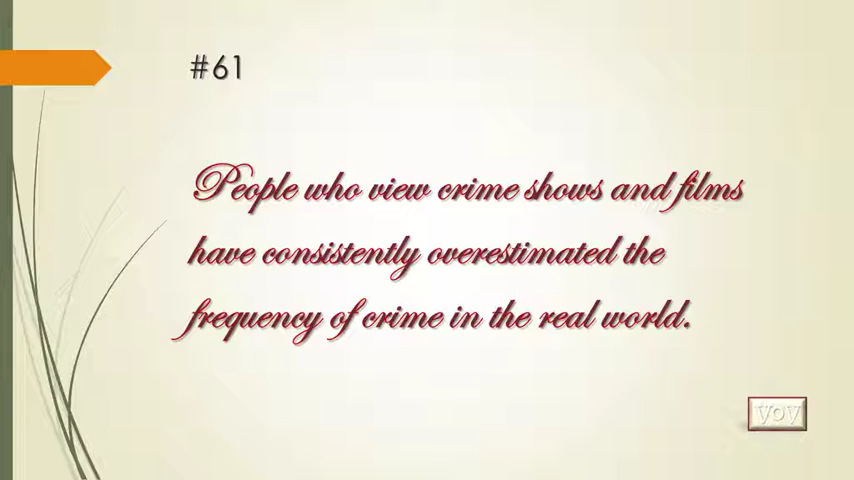 #61
People who view crime shows and films
have consistently overestimated the
frequency of crime in the real world.
yoy